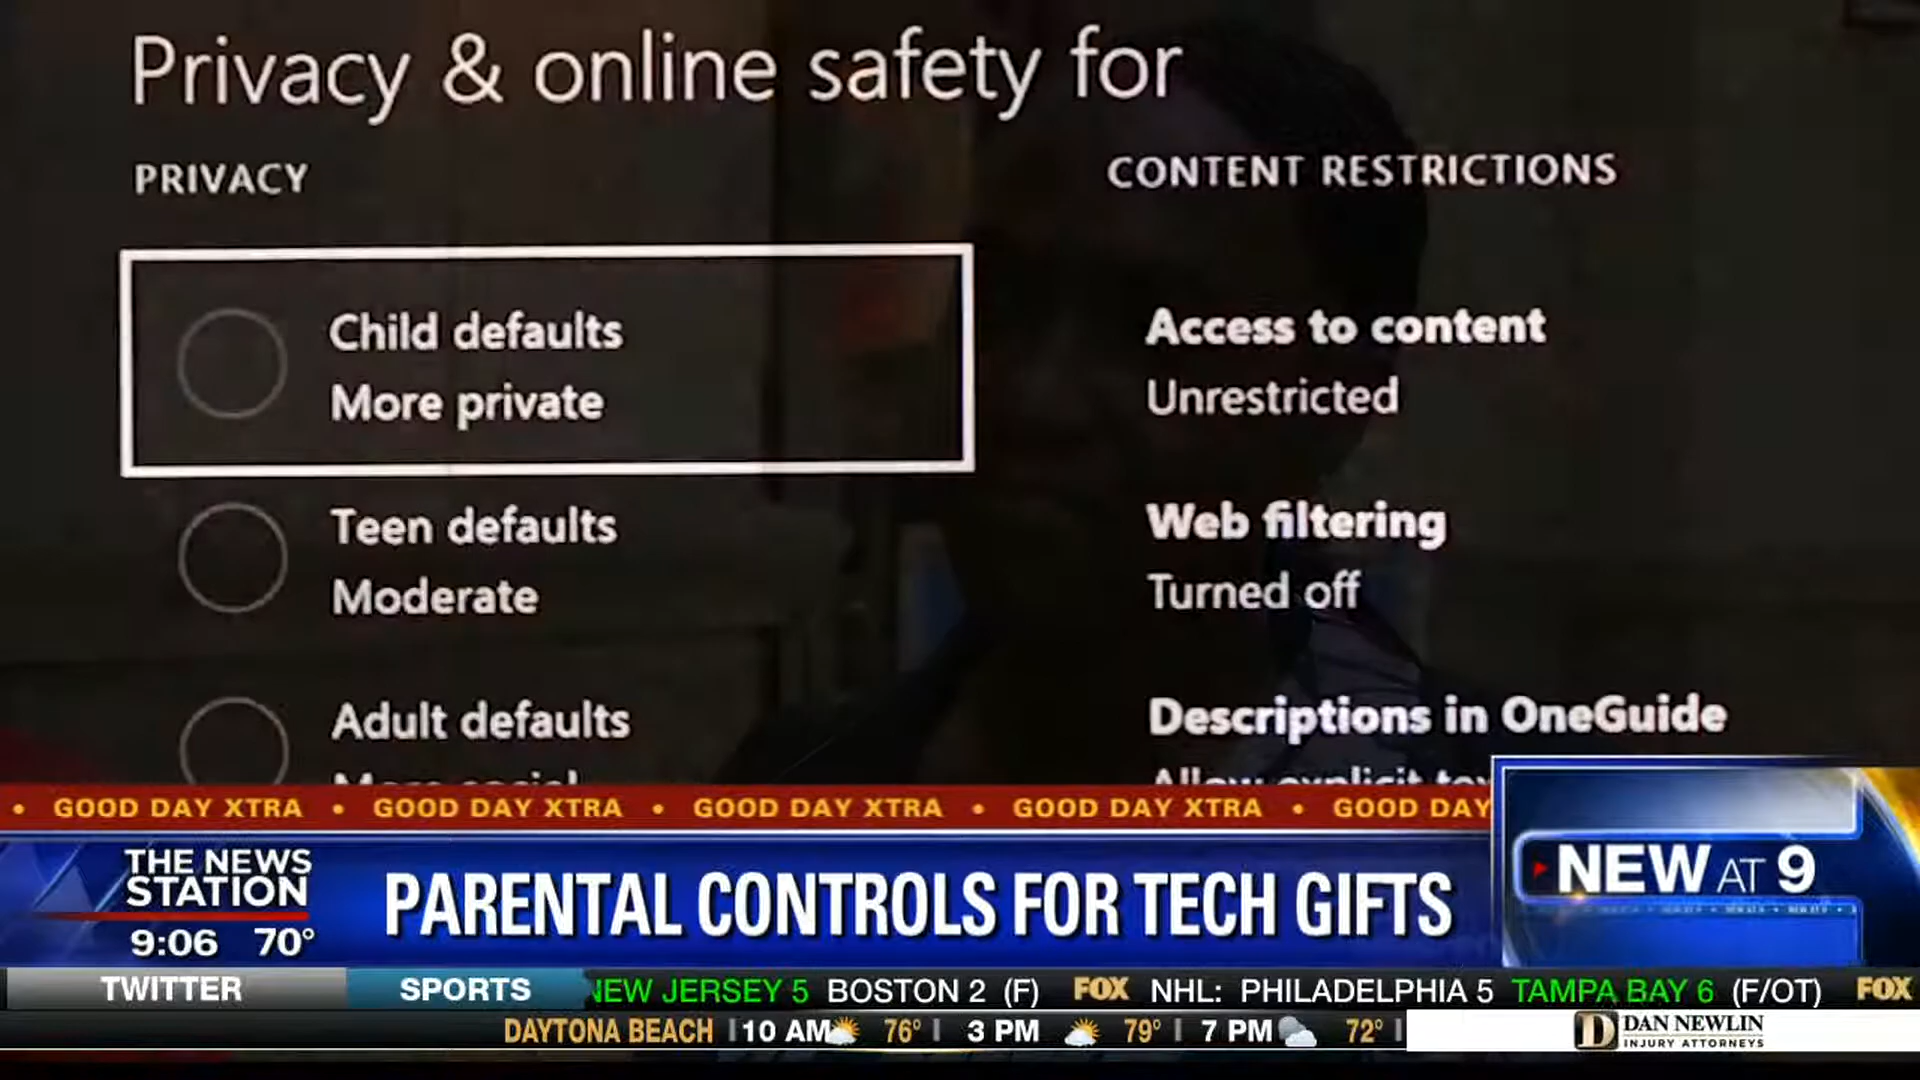 Privacy & online safety for
PRIVACY
CONTENT RESTRICTIONS
Child defaults
More private
Access to content
Unrestricted
Teen defaults
Moderate
Web filtering
Turned off
Adult defaults
More social
Descriptions in OneGuide
Allow explicit
• GOOD DAY XTRA • GOOD DAY XTRA • GOOD DAY XTRA • GOOD DAY XTRA • GOOD DAY
THE NEWS
STATION
9:06 70°
PARENTAL CONTROLS FOR TECH GIFTS
NEW AT 9
TWITTER
SPORTS
NEW JERSEY 5 BOSTON 2 (F) FOX NHL: PHILADELPHIA 5 TAMPA BAY 6 (F/OT) FOX
DAYTONA BEACH 10 AM 76° 3 PM 79° 7 PM 72°
D DAN NEWLIN
INJURY ATTORNEYS